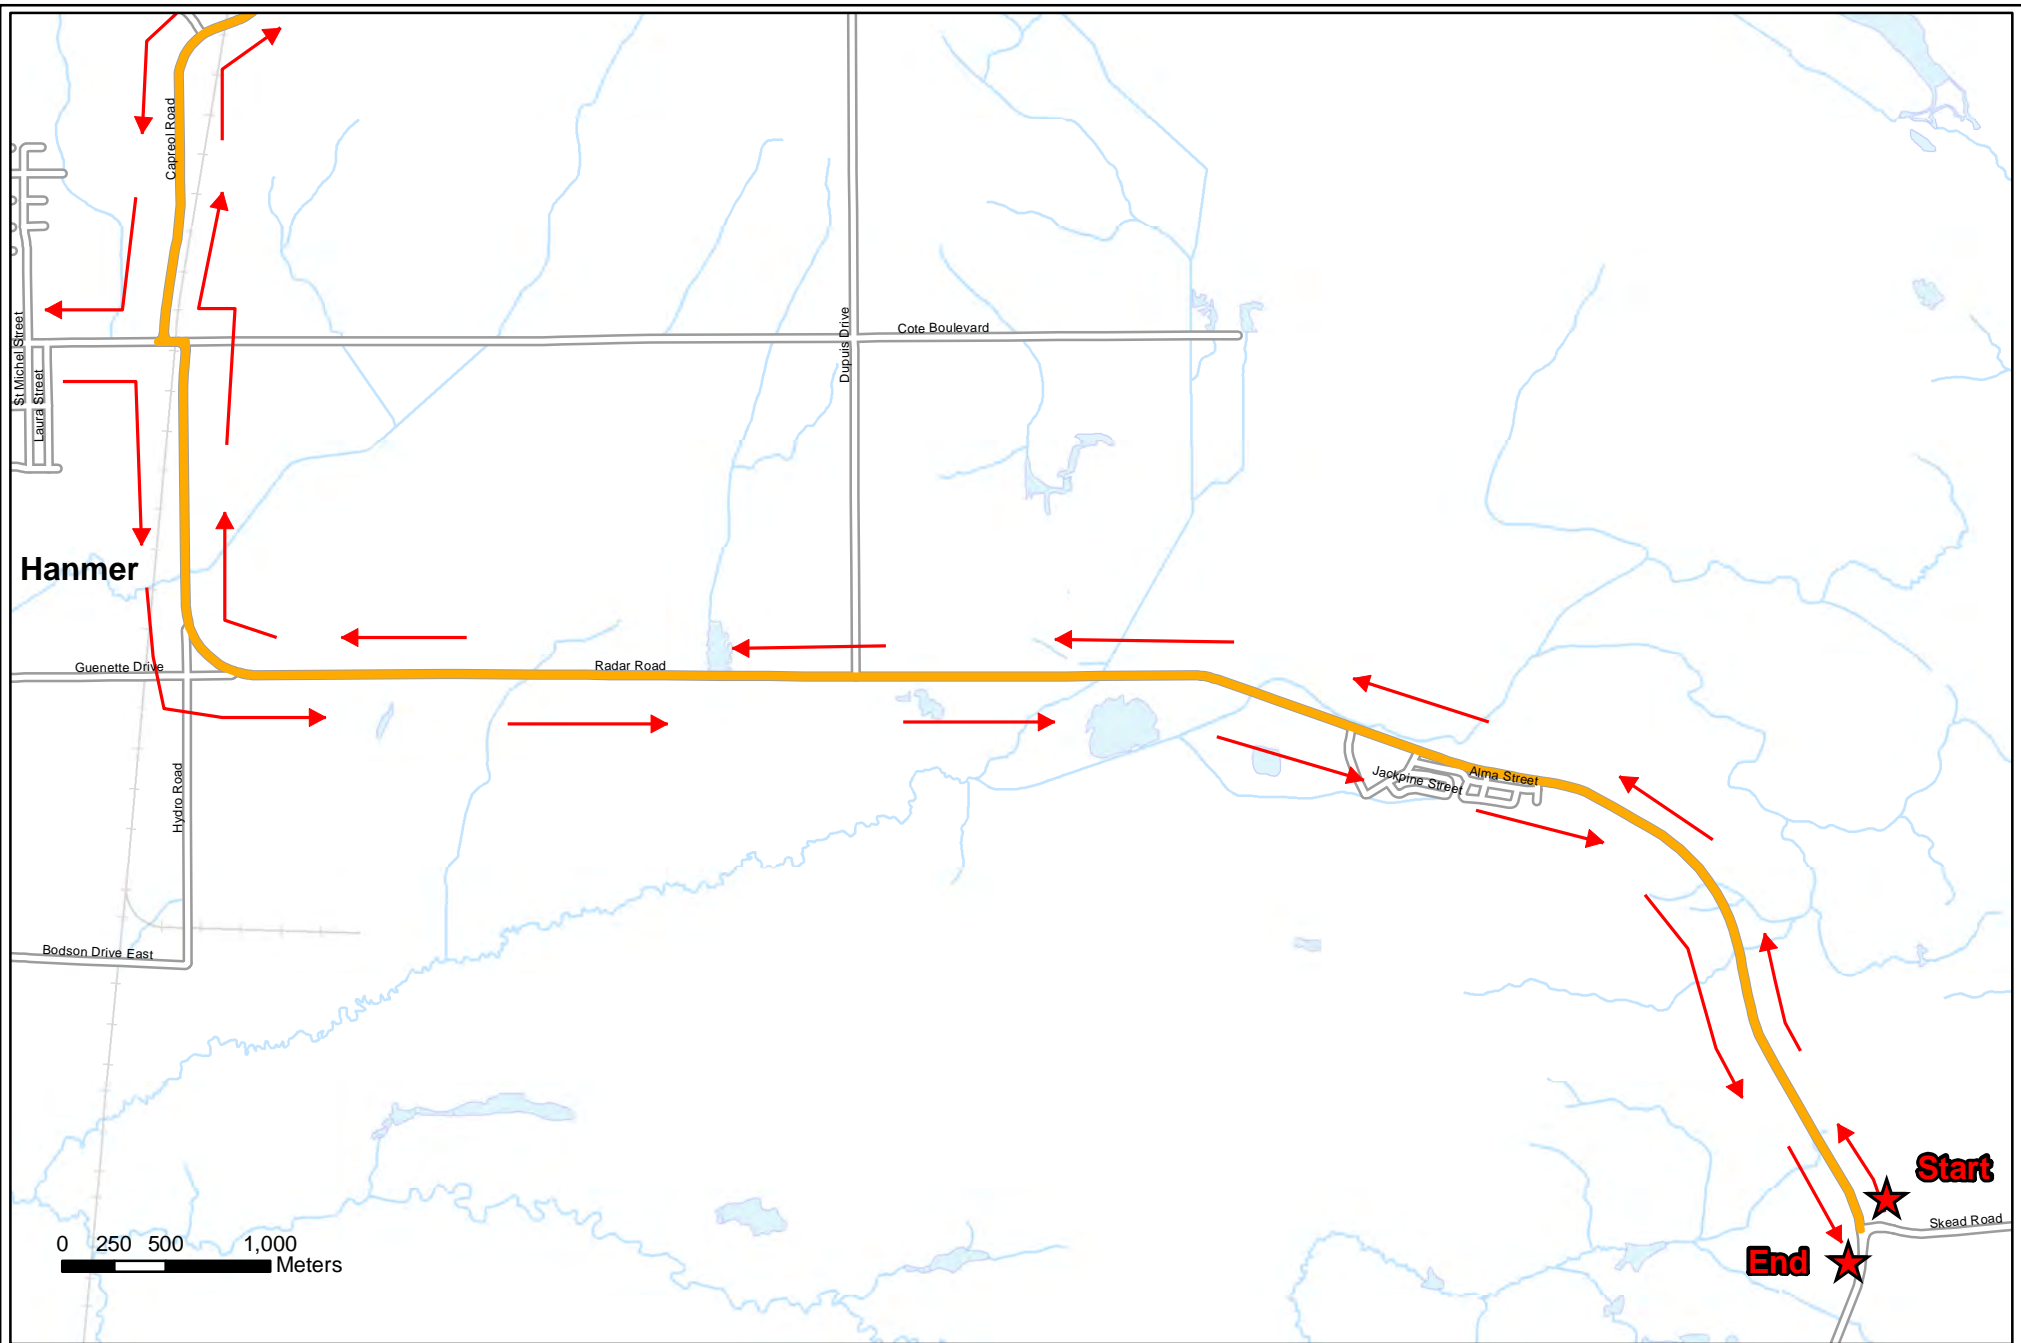 Capreol Road
St Michel Street
Laura Street
Dupuis Drive
Cote Boulevard
Hanmer
Guenette Drive
Radar Road
Hydro Road
Jackpine Street
Alma Street
Bodson Drive East
Start
Skead Road
End
0 250 500 1,000
Meters